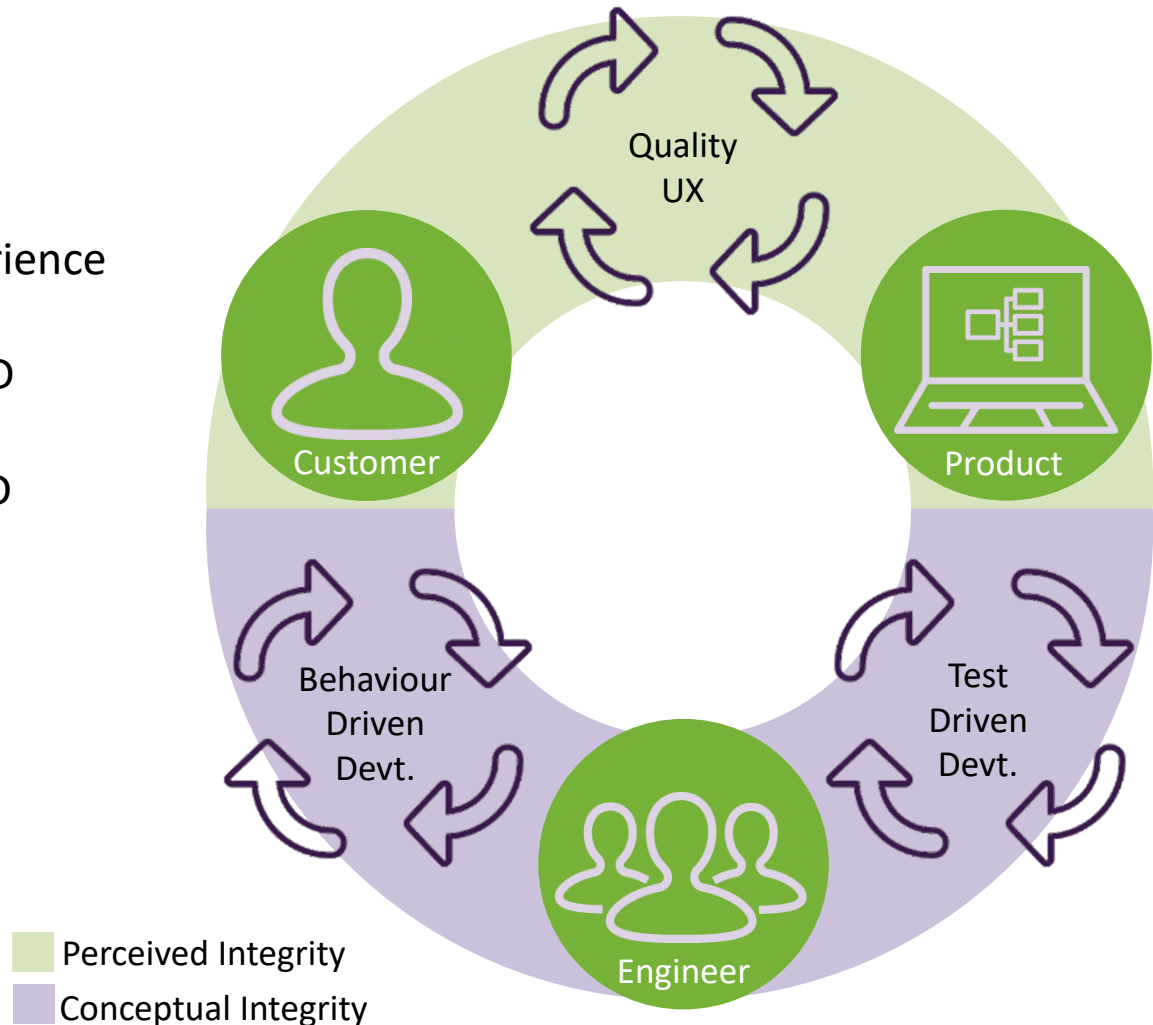 Quality
UX
Customer
Product
Behaviour
Driven
Devt.
Test
Driven
Devt.
Engineer
Perceived Integrity
Conceptual Integrity